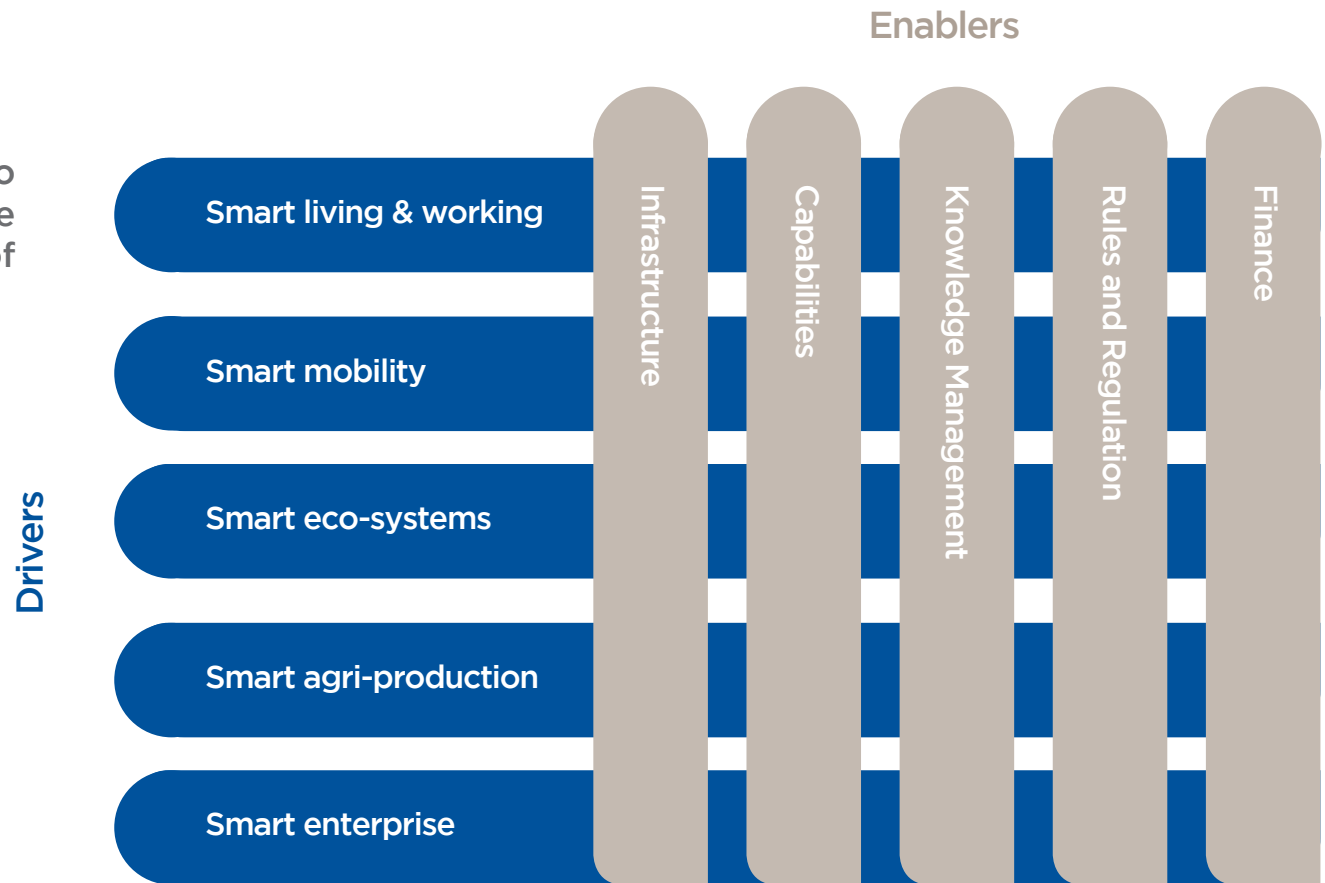 Enablers
o
e
of
Smart living & working
Smart mobility
Smart eco-systems
Smart agri-production
Smart enterprise
Drivers
Infrastructure
Capabilities
Knowledge Management
Rules and Regulation
Finance